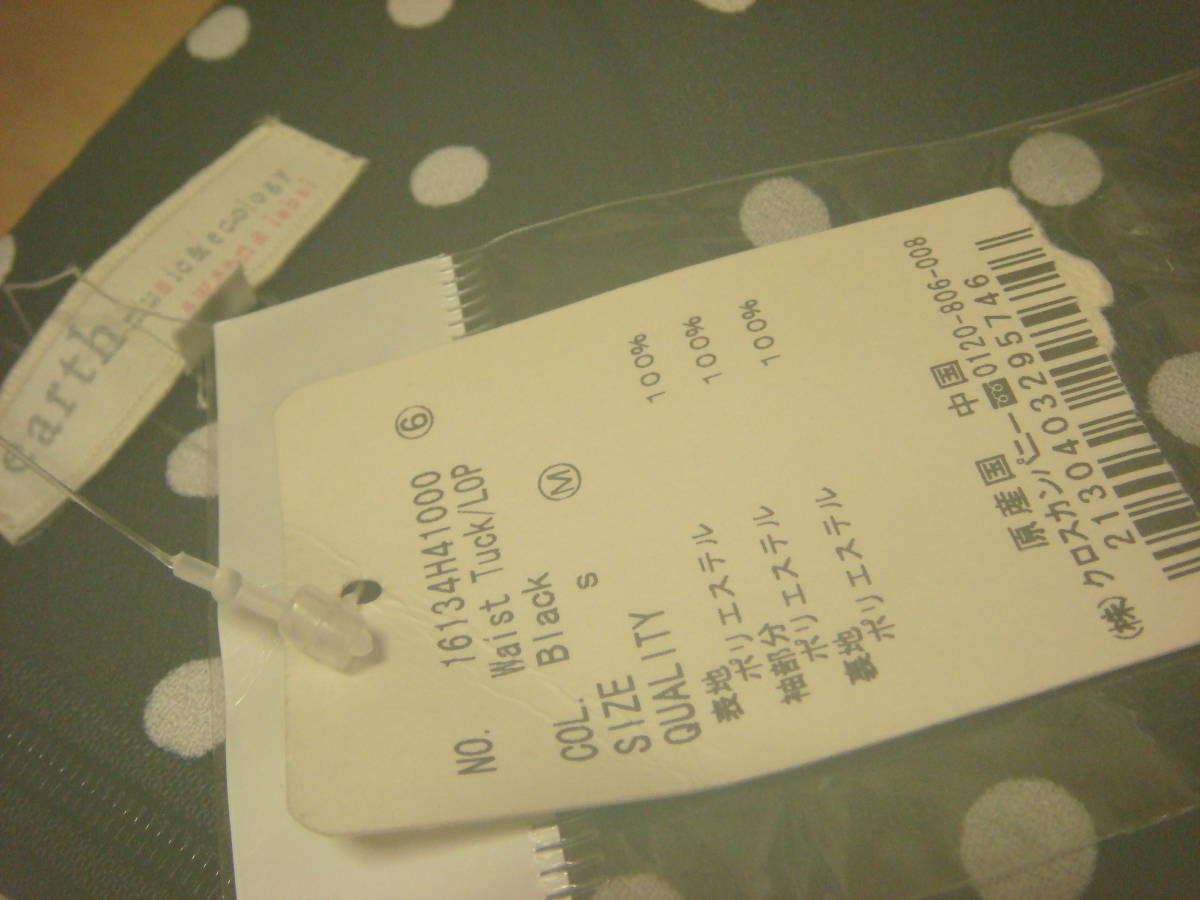 earth
music&ecology
NO. 16134H41000 ⑥
Waist Tuck/LOP
COL. Black
SIZE s Ⓜ
QUALITY
表地
ポリエステル 100%
袖部分
ポリエステル 100%
裏地
ポリエステル 100%
原産国 中国
(株)クロスカンパニー☎0120-806-008
2130403295746